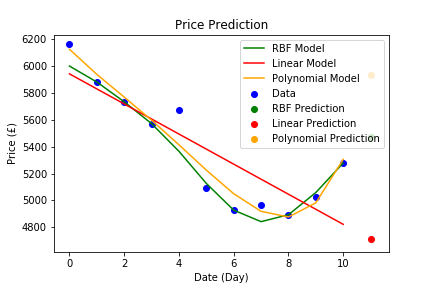 Price Prediction
6200
6000
5800
5600
5400
5200
5000
4800
Price (£)
RBF Model
Linear Model
Polynomial Model
Data
RBF Prediction
Linear Prediction
Polynomial Prediction
0
2
4
6
8
10
Date (Day)